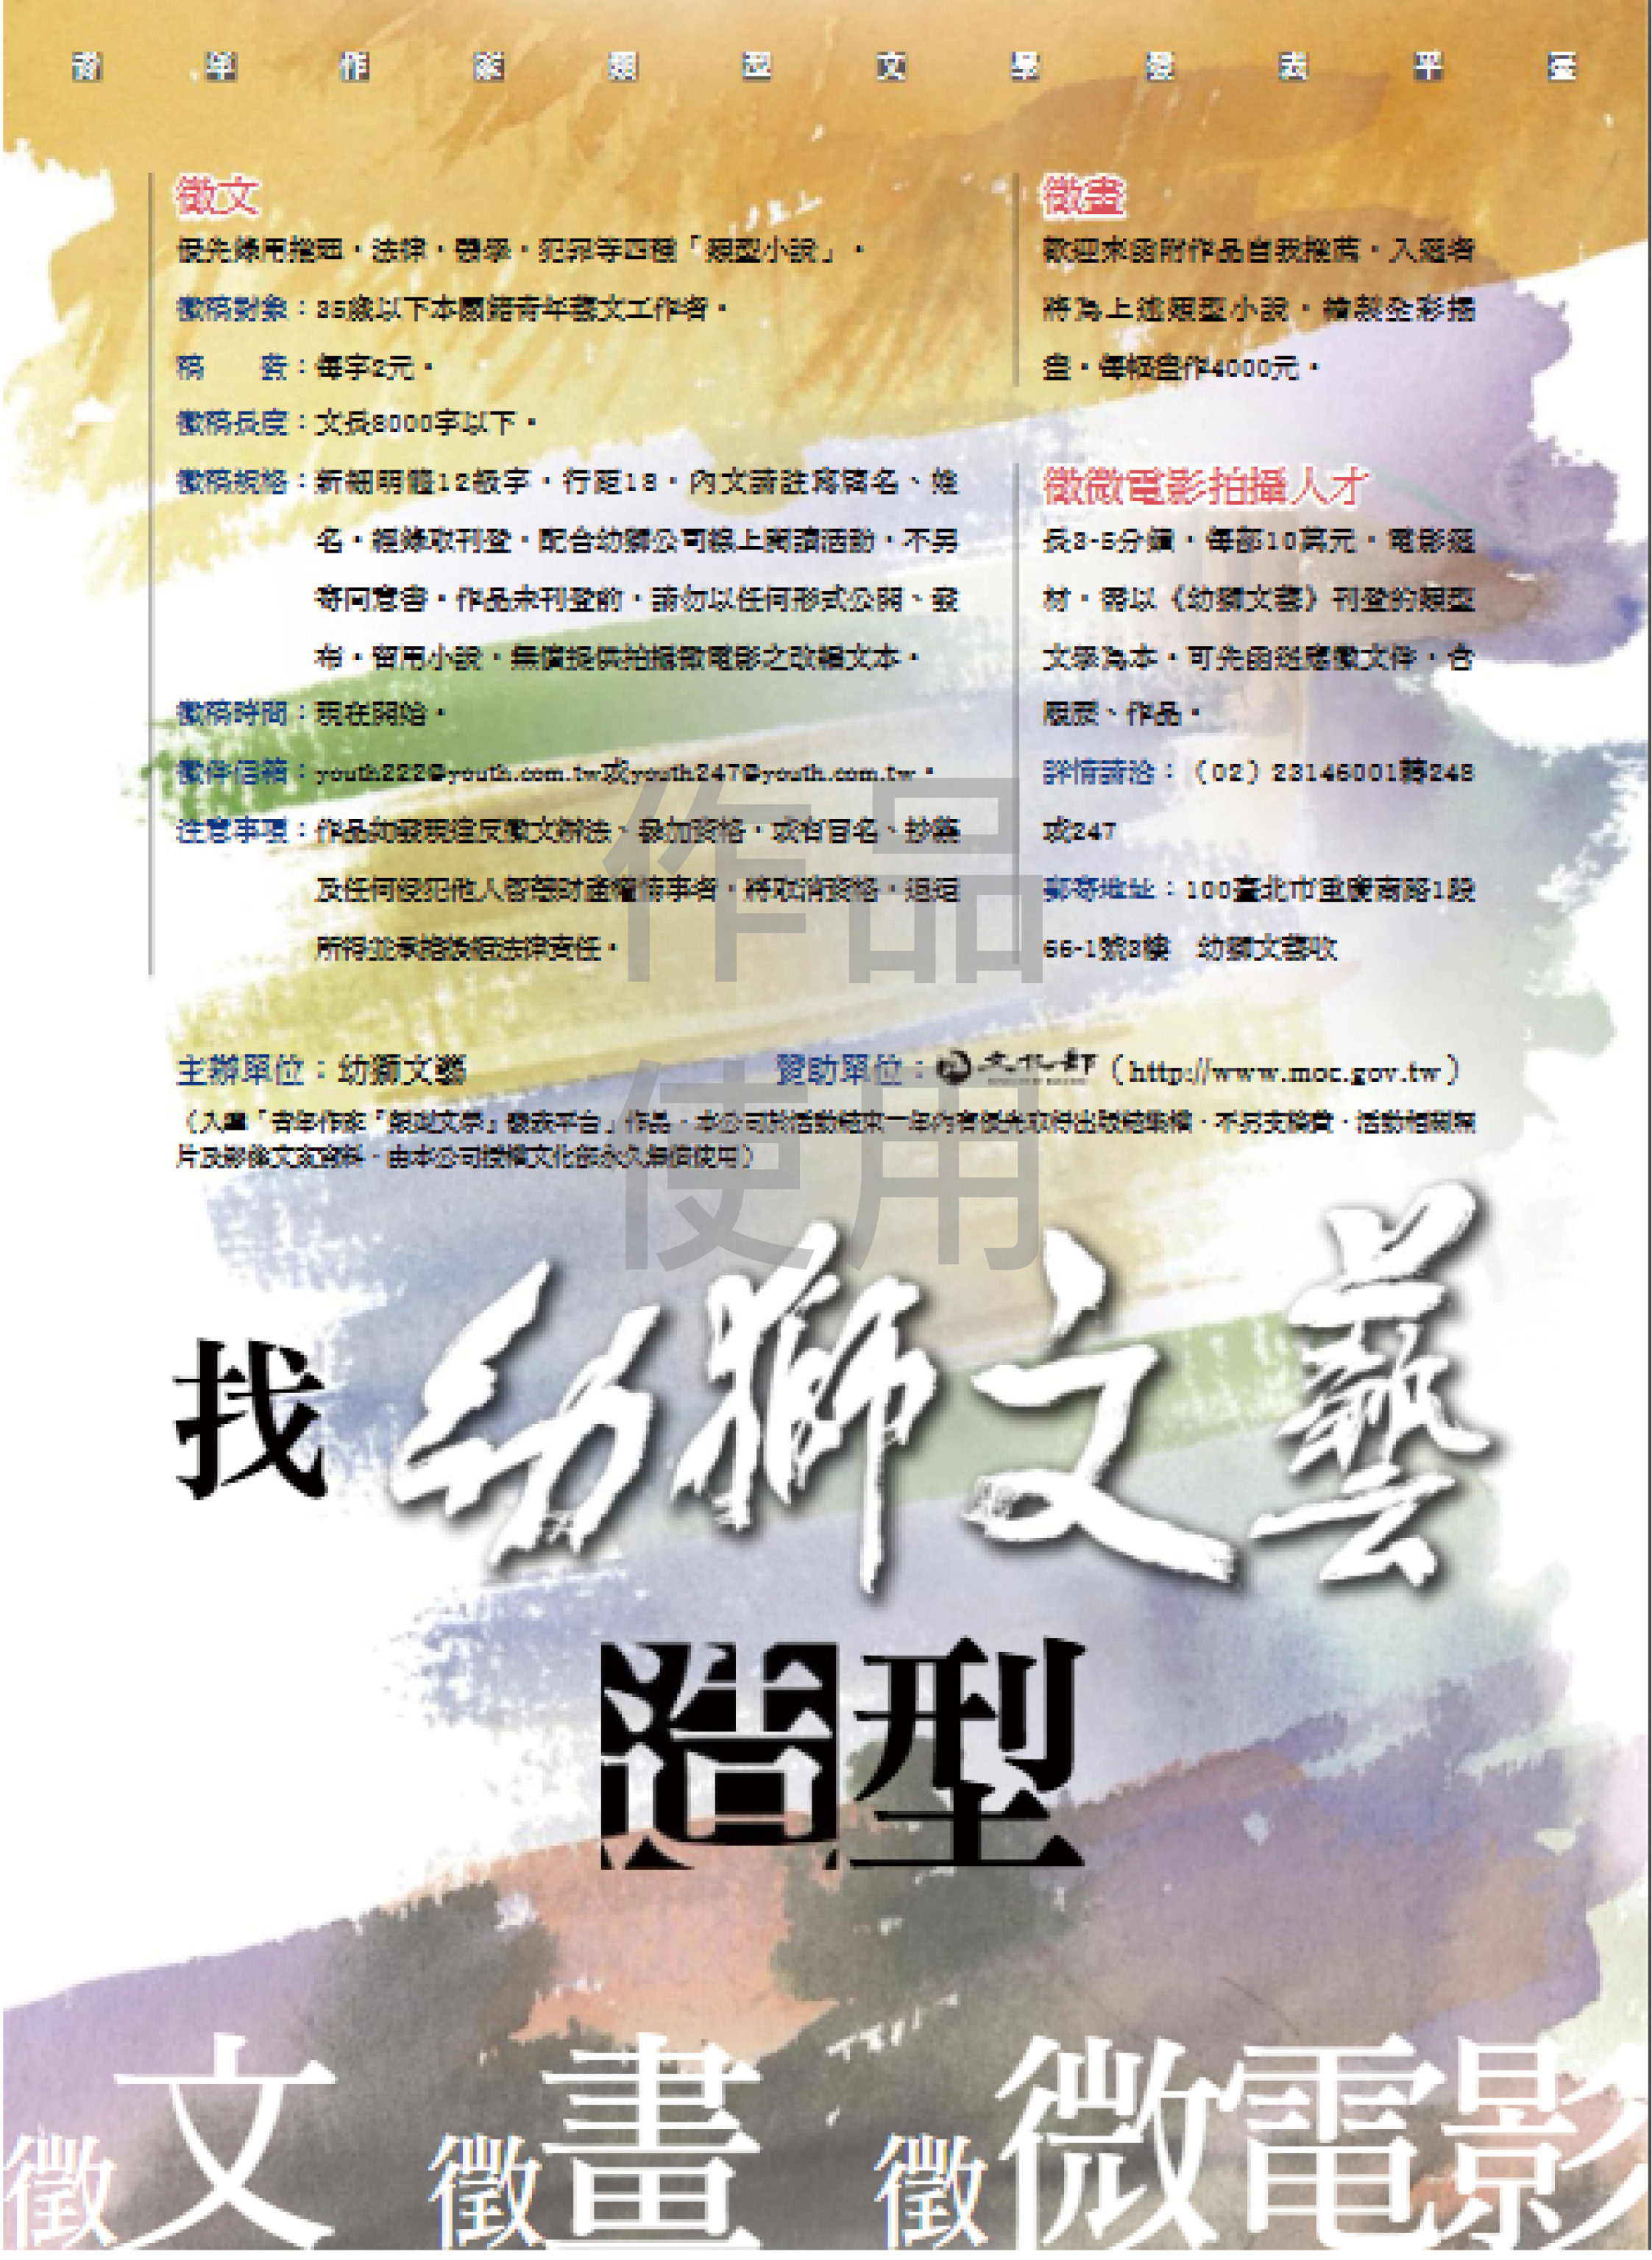 青年作家類型文學發表平臺
徵文
優先錄用推理，法律，醫學，犯罪等四種「類型小說」。
徵稿對象：35歲以下本國籍青年藝文工作者。
稿　　費：每字2元。
徵稿長度：文長8000字以下。
徵稿規格：新細明體12級字，行距18，內文請註寫篇名、姓
名，經錄取刊登，配合幼獅公司線上閱讀活動，不另
寄同意書，作品未刊登前，請勿以任何形式公開、發
布，留用小說，無償提供拍攝微電影之改編文本。
徵稿時間：現在開始。
徵件信箱：youth222@youth.com.tw或youth247@youth.com.tw。
注意事項：作品如發現違反徵文辦法、參加資格，或有冒名、抄襲
及任何侵犯他人智慧財產權情事者，將取消資格，追返
所得並承擔後續法律責任。
徵畫
歡迎來函附作品自我推薦，入選者
將為上述類型小說，繪製全彩插
畫，每幅畫作4000元。
徵微電影拍攝人才
長3-5分鐘，每部10萬元，電影題
材，需以《幼獅文藝》刊登的類型
文學為本，可先函送應徵文件，含
履歷、作品。
詳情請洽：（02）23146001轉248
或247
郵寄地址：100臺北市重慶南路1段
66-1號3樓　幼獅文藝收
主辦單位：幼獅文藝
贊助單位：文化部（http://www.moc.gov.tw）
（入選「青年作家『類型文學』發表平台」作品，本公司於活動結束一年內有優先取得出版結集權，不另支稿費，活動相關照
片及影像文宣資料，由本公司授權文化部永久無償使用）
作品
使用
找幼獅文藝
造型
徵文 徵畫 徵微電影